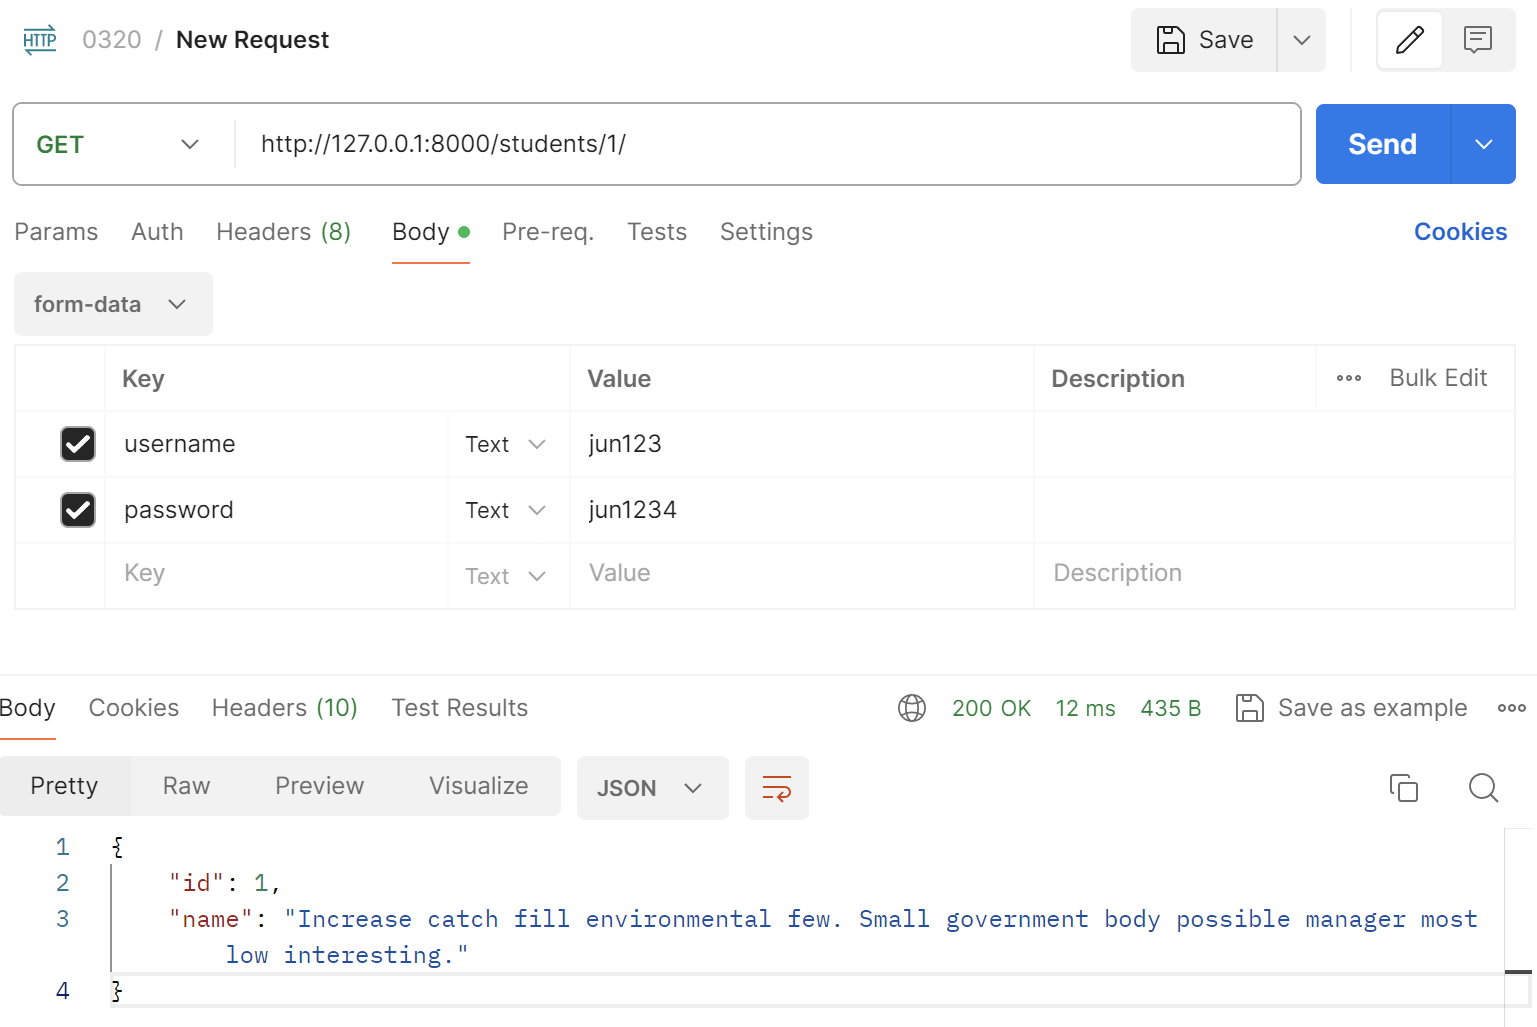 HTTP 0320 / New Request Save
GET http://127.0.0.1:8000/students/1/ Send
Params Auth Headers (8) Body Pre-req. Tests Settings Cookies
form-data
Key Value Description Bulk Edit
username Text jun123
password Text jun1234
Key Text Value Description
Body Cookies Headers (10) Test Results 200 OK 12 ms 435 B Save as example
Pretty Raw Preview Visualize JSON
1 {
2 "id": 1,
3 "name": "Increase catch fill environmental few. Small government body possible manager most
low interesting."
4 }